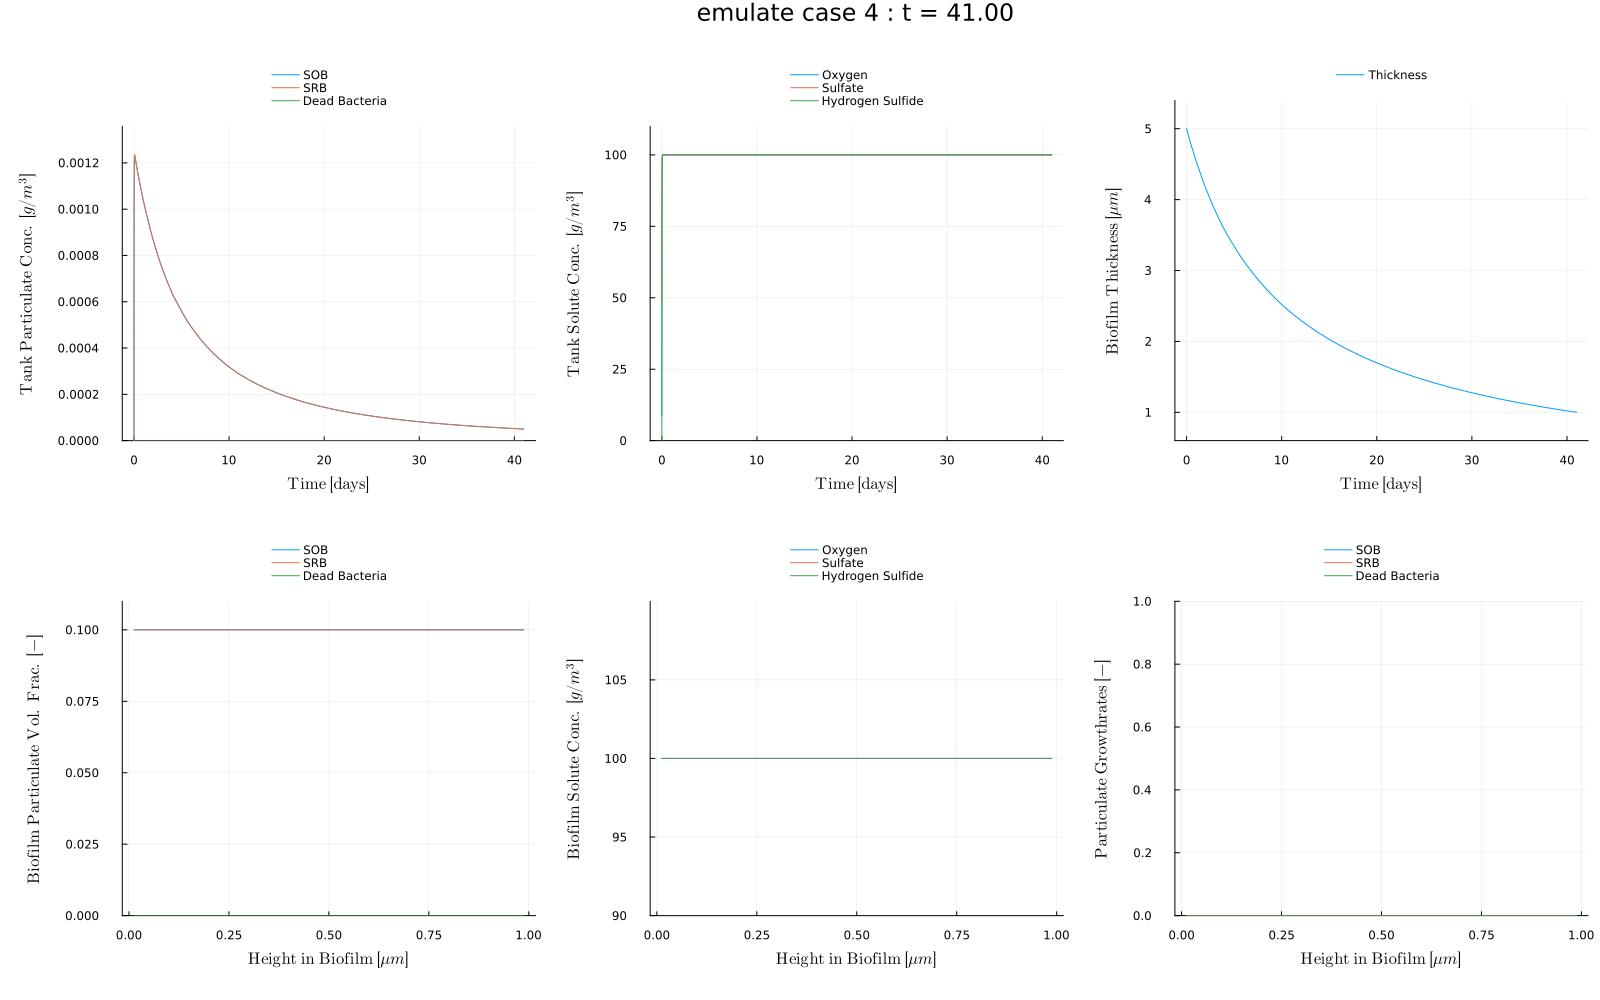 emulate case 4 : t = 41.00
SOB
SRB
Dead Bacteria
Tank Particulate Conc. [g/m³]
0.0012
0.0010
0.0008
0.0006
0.0004
0.0002
0.0000
0 10 20 30 40
Time [days]
Oxygen
Sulfate
Hydrogen Sulfide
Tank Solute Conc. [g/m³]
100
75
50
25
0
0 10 20 30 40
Time [days]
Thickness
Biofilm Thickness [μm]
5
4
3
2
1
0 10 20 30 40
Time [days]
SOB
SRB
Dead Bacteria
Biofilm Particulate Vol. Frac. [−]
0.100
0.075
0.050
0.025
0.000
0.00 0.25 0.50 0.75 1.00
Height in Biofilm [μm]
Oxygen
Sulfate
Hydrogen Sulfide
Biofilm Solute Conc. [g/m³]
105
100
95
90
0.00 0.25 0.50 0.75 1.00
Height in Biofilm [μm]
SOB
SRB
Dead Bacteria
Particulate Growthrates [−]
1.0
0.8
0.6
0.4
0.2
0.0
0.00 0.25 0.50 0.75 1.00
Height in Biofilm [μm]